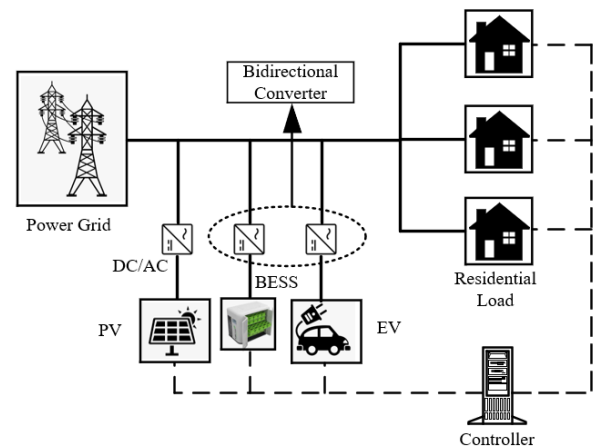 Bidirectional
Converter
Power Grid
DC/AC
BESS
Residential
Load
PV
EV
Controller